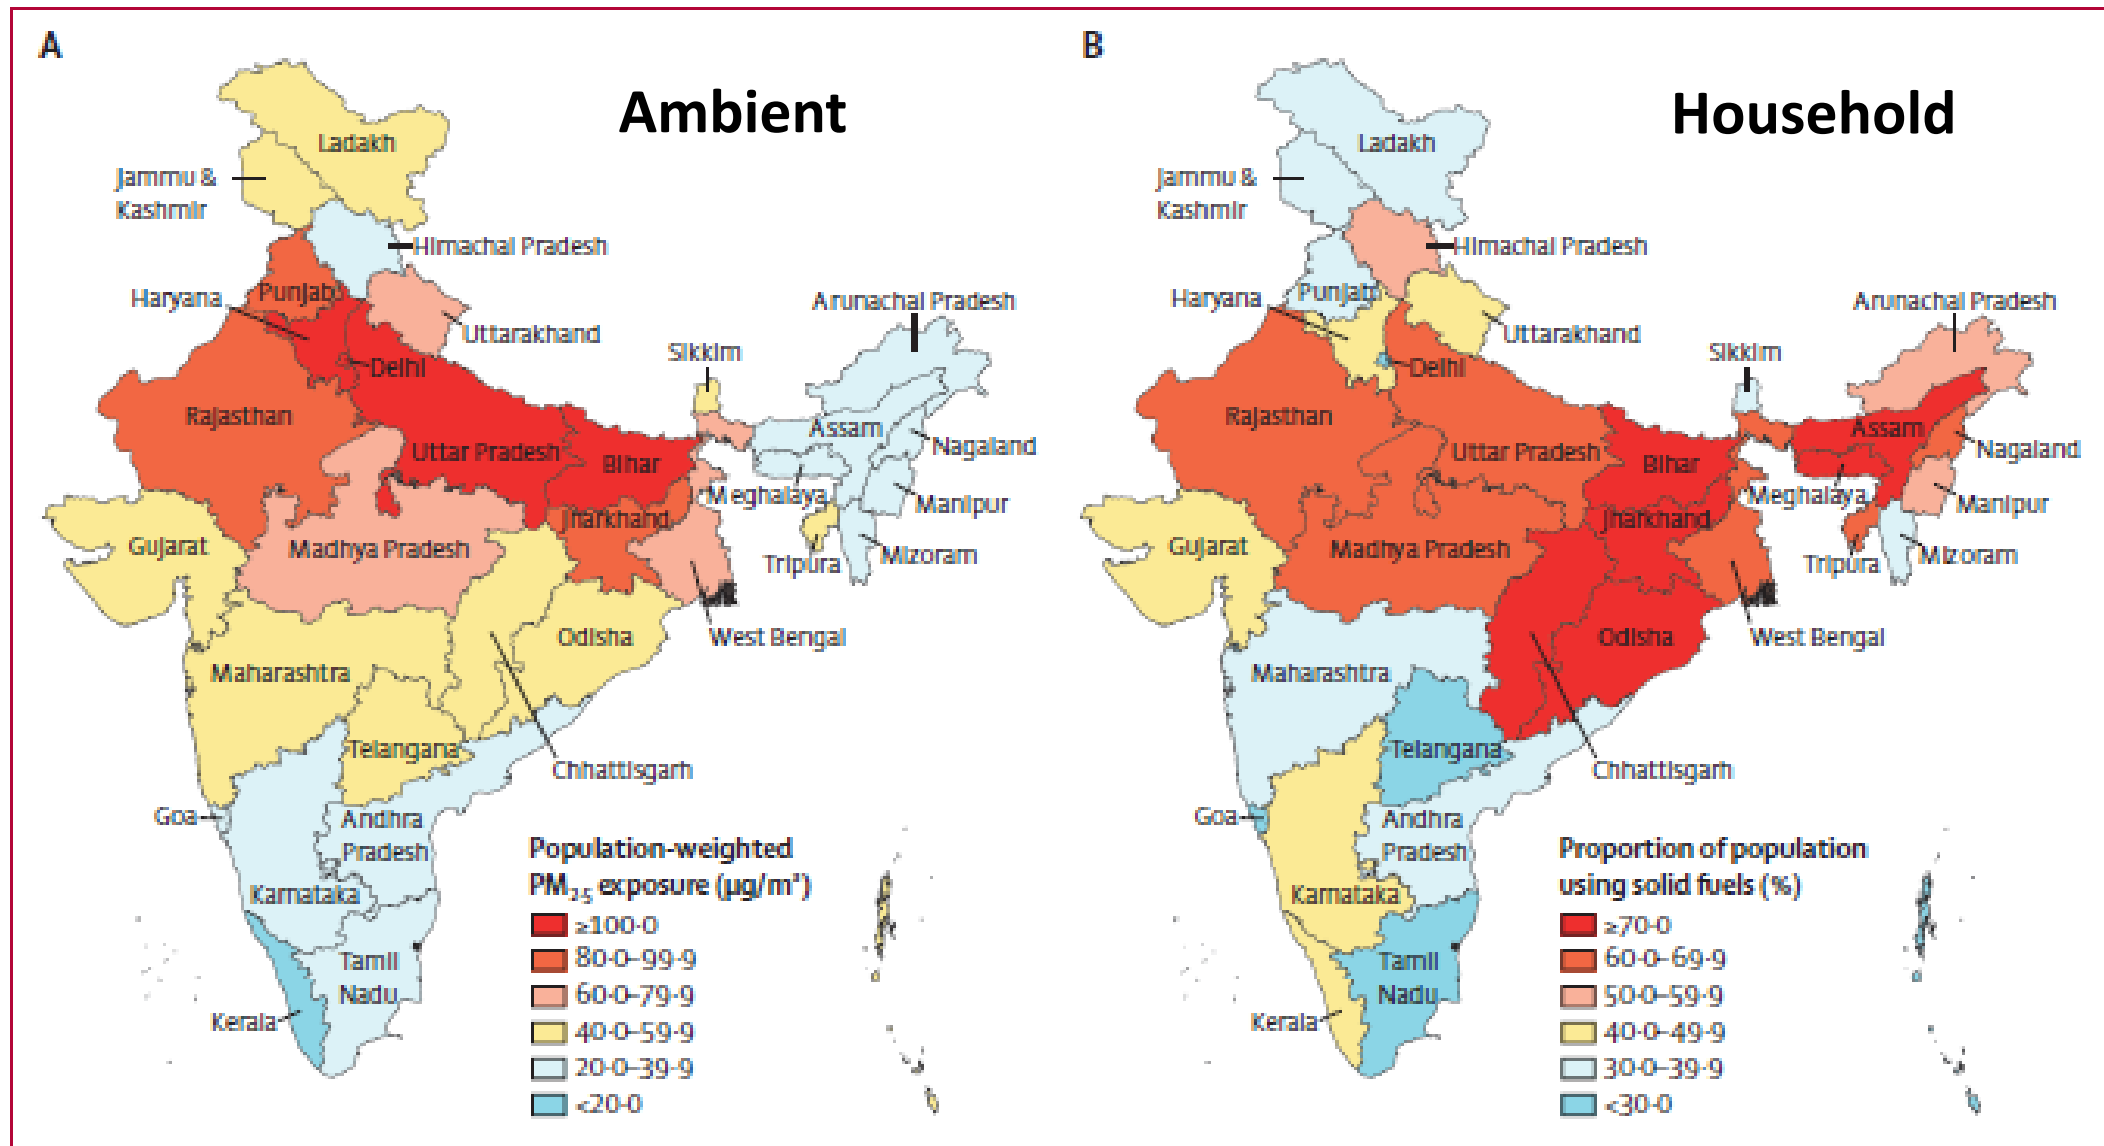 A
Ambient
Ladakh
Jammu &
Kashmir
Himachal Pradesh
Punjab
Haryana
Uttarakhand
Arunachal Pradesh
Sikkim
Delhi
Rajasthan
Uttar Pradesh
Bihar
Assam
Nagaland
Meghalaya
Manipur
Jharkhand
Gujarat
Madhya Pradesh
Tripura
Mizoram
West Bengal
Odisha
Maharashtra
Telangana
Chhattisgarh
Goa
Andhra
Pradesh
Karnataka
Tamil
Nadu
Kerala
Population-weighted
PM2·5 exposure (µg/m³)
≥100·0
80·0–99·9
60·0–79·9
40·0–59·9
20·0–39·9
<20·0
B
Household
Ladakh
Jammu &
Kashmir
Himachal Pradesh
Punjab
Haryana
Uttarakhand
Arunachal Pradesh
Sikkim
Delhi
Rajasthan
Uttar Pradesh
Bihar
Assam
Nagaland
Meghalaya
Manipur
Jharkhand
Gujarat
Madhya Pradesh
Tripura
Mizoram
West Bengal
Odisha
Maharashtra
Telangana
Chhattisgarh
Goa
Andhra
Pradesh
Karnataka
Tamil
Nadu
Kerala
Proportion of population
using solid fuels (%)
≥70·0
60·0–69·9
50·0–59·9
40·0–49·9
30·0–39·9
<30·0